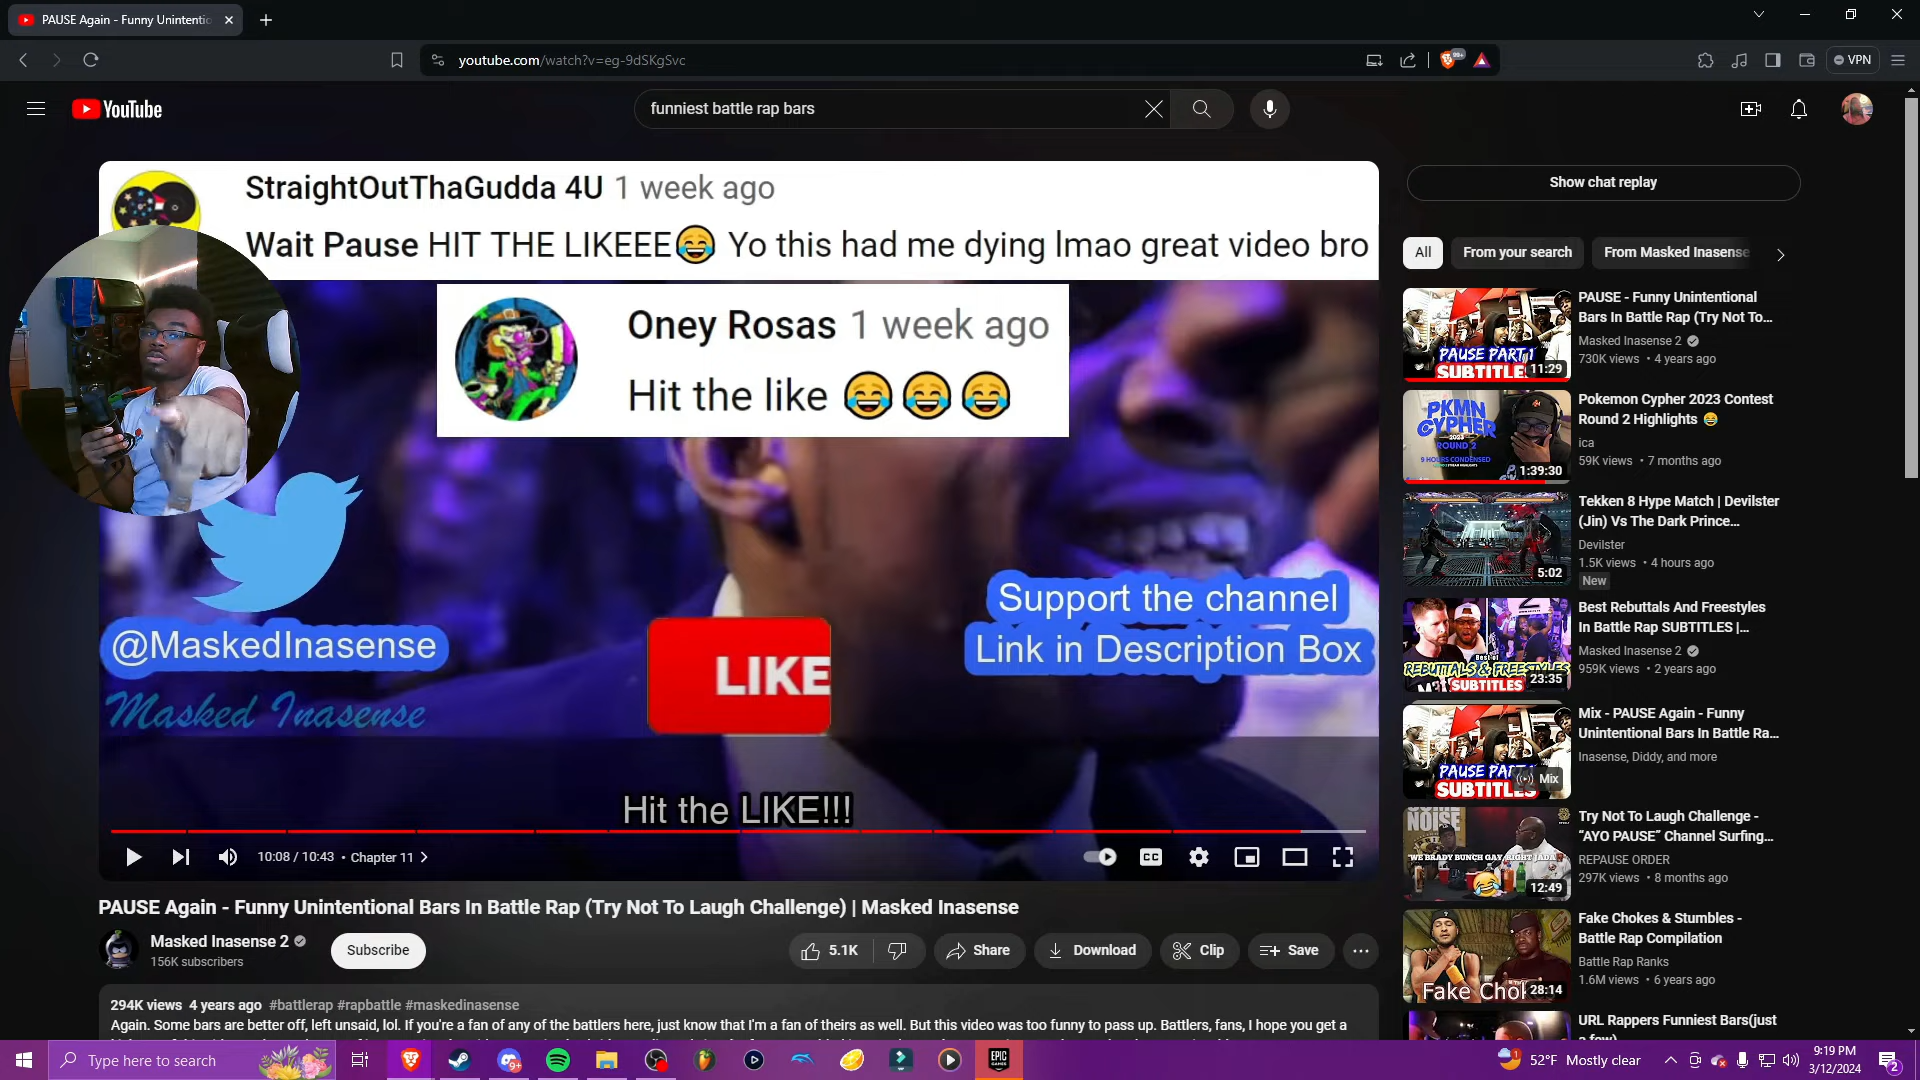 PAUSE Again - Funny Unintentio
youtube.com/watch?v=eg-9dSKgSvc
99+
VPN
YouTube
funniest battle rap bars
StraightOutThaGudda 4U 1 week ago
Wait Pause HIT THE LIKEEE😂 Yo this had me dying lmao great video bro
Oney Rosas 1 week ago
Hit the like 😂😂😂
@MaskedInasense
Masked Inasense
LIKE
Support the channel
Link in Description Box
Hit the LIKE!!!
10:08 / 10:43 • Chapter 11
CC
PAUSE Again - Funny Unintentional Bars In Battle Rap (Try Not To Laugh Challenge) | Masked Inasense
Masked Inasense 2
156K subscribers
Subscribe
5.1K
Share
Download
Clip
Save
294K views 4 years ago #battlerap #rapbattle #maskedinasense
Again. Some bars are better off, left unsaid, lol. If you're a fan of any of the battlers here, just know that I'm a fan of theirs as well. But this video was too funny to pass up. Battlers, fans, I hope you get a
Show chat replay
All
From your search
From Masked Inasense
PAUSE PART 1
SUBTITLES
11:29
PAUSE - Funny Unintentional
Bars In Battle Rap (Try Not To...
Masked Inasense 2
730K views • 4 years ago
PKMN
CYPHER
2023
ROUND 2
9 HOURS CONDENSED
1:39:30
Pokemon Cypher 2023 Contest
Round 2 Highlights 😂
ica
59K views • 7 months ago
5:02
Tekken 8 Hype Match | Devilster
(Jin) Vs The Dark Prince...
Devilster
1.5K views • 4 hours ago
New
Best of
REBUTTALS & FREESTYLES
SUBTITLES
23:35
Best Rebuttals And Freestyles
In Battle Rap SUBTITLES |...
Masked Inasense 2
959K views • 2 years ago
PAUSE PART
SUBTITLES
Mix
Mix - PAUSE Again - Funny
Unintentional Bars In Battle Ra...
Inasense, Diddy, and more
NOISE
"WE BRADY BUNCH GAY, RIGHT JADA
12:49
Try Not To Laugh Challenge -
"AYO PAUSE" Channel Surfing...
REPAUSE ORDER
297K views • 8 months ago
Fake Chok
28:14
Fake Chokes & Stumbles -
Battle Rap Compilation
Battle Rap Ranks
1.6M views • 6 years ago
URL Rappers Funniest Bars(just
a few)
Type here to search
9+
EPIC
GAMES
52°F Mostly clear
9:19 PM
3/12/2024
2